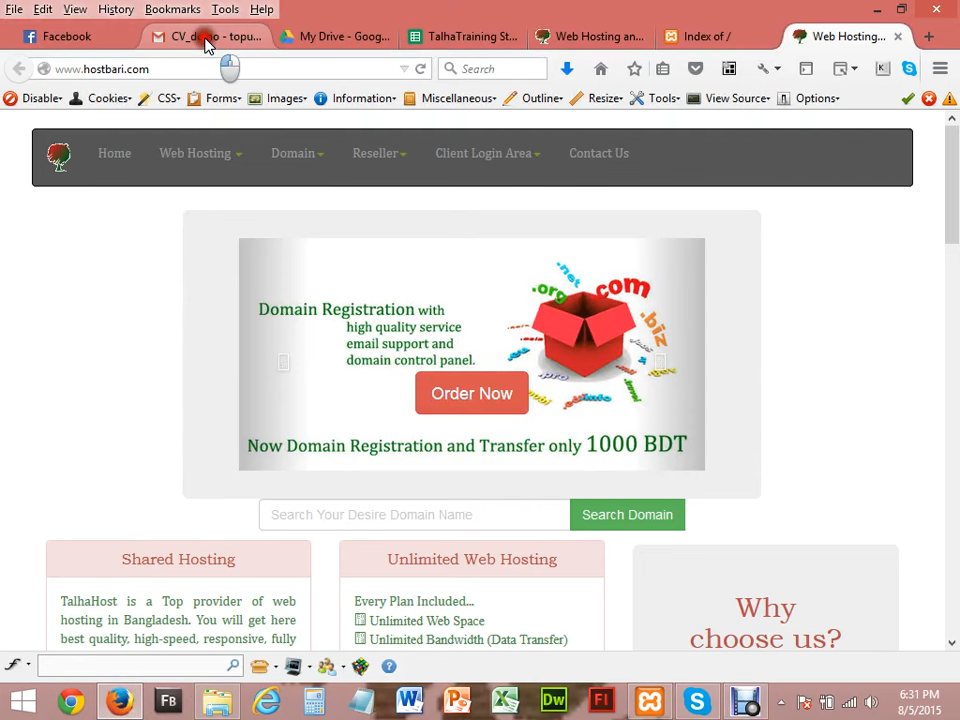 File Edit View History Bookmarks Tools Help
Facebook CV_demo - topu... My Drive - Goog... TalhaTraining St... Web Hosting an... Index of / Web Hosting...
www.hostbari.com Search
Disable Cookies CSS Forms Images Information Miscellaneous Outline Resize Tools View Source Options
Home Web Hosting Domain Reseller Client Login Area Contact Us
Domain Registration with
high quality service
email support and
domain control panel.
.net
.org .com
.biz
Order Now
Now Domain Registration and Transfer only 1000 BDT
Search Your Desire Domain Name Search Domain
Shared Hosting
TalhaHost is a Top provider of web
hosting in Bangladesh. You will get here
best quality, high-speed, responsive, fully
Unlimited Web Hosting
Every Plan Included...
Unlimited Web Space
Unlimited Bandwidth (Data Transfer)
Why
choose us?
6:31 PM
8/5/2015